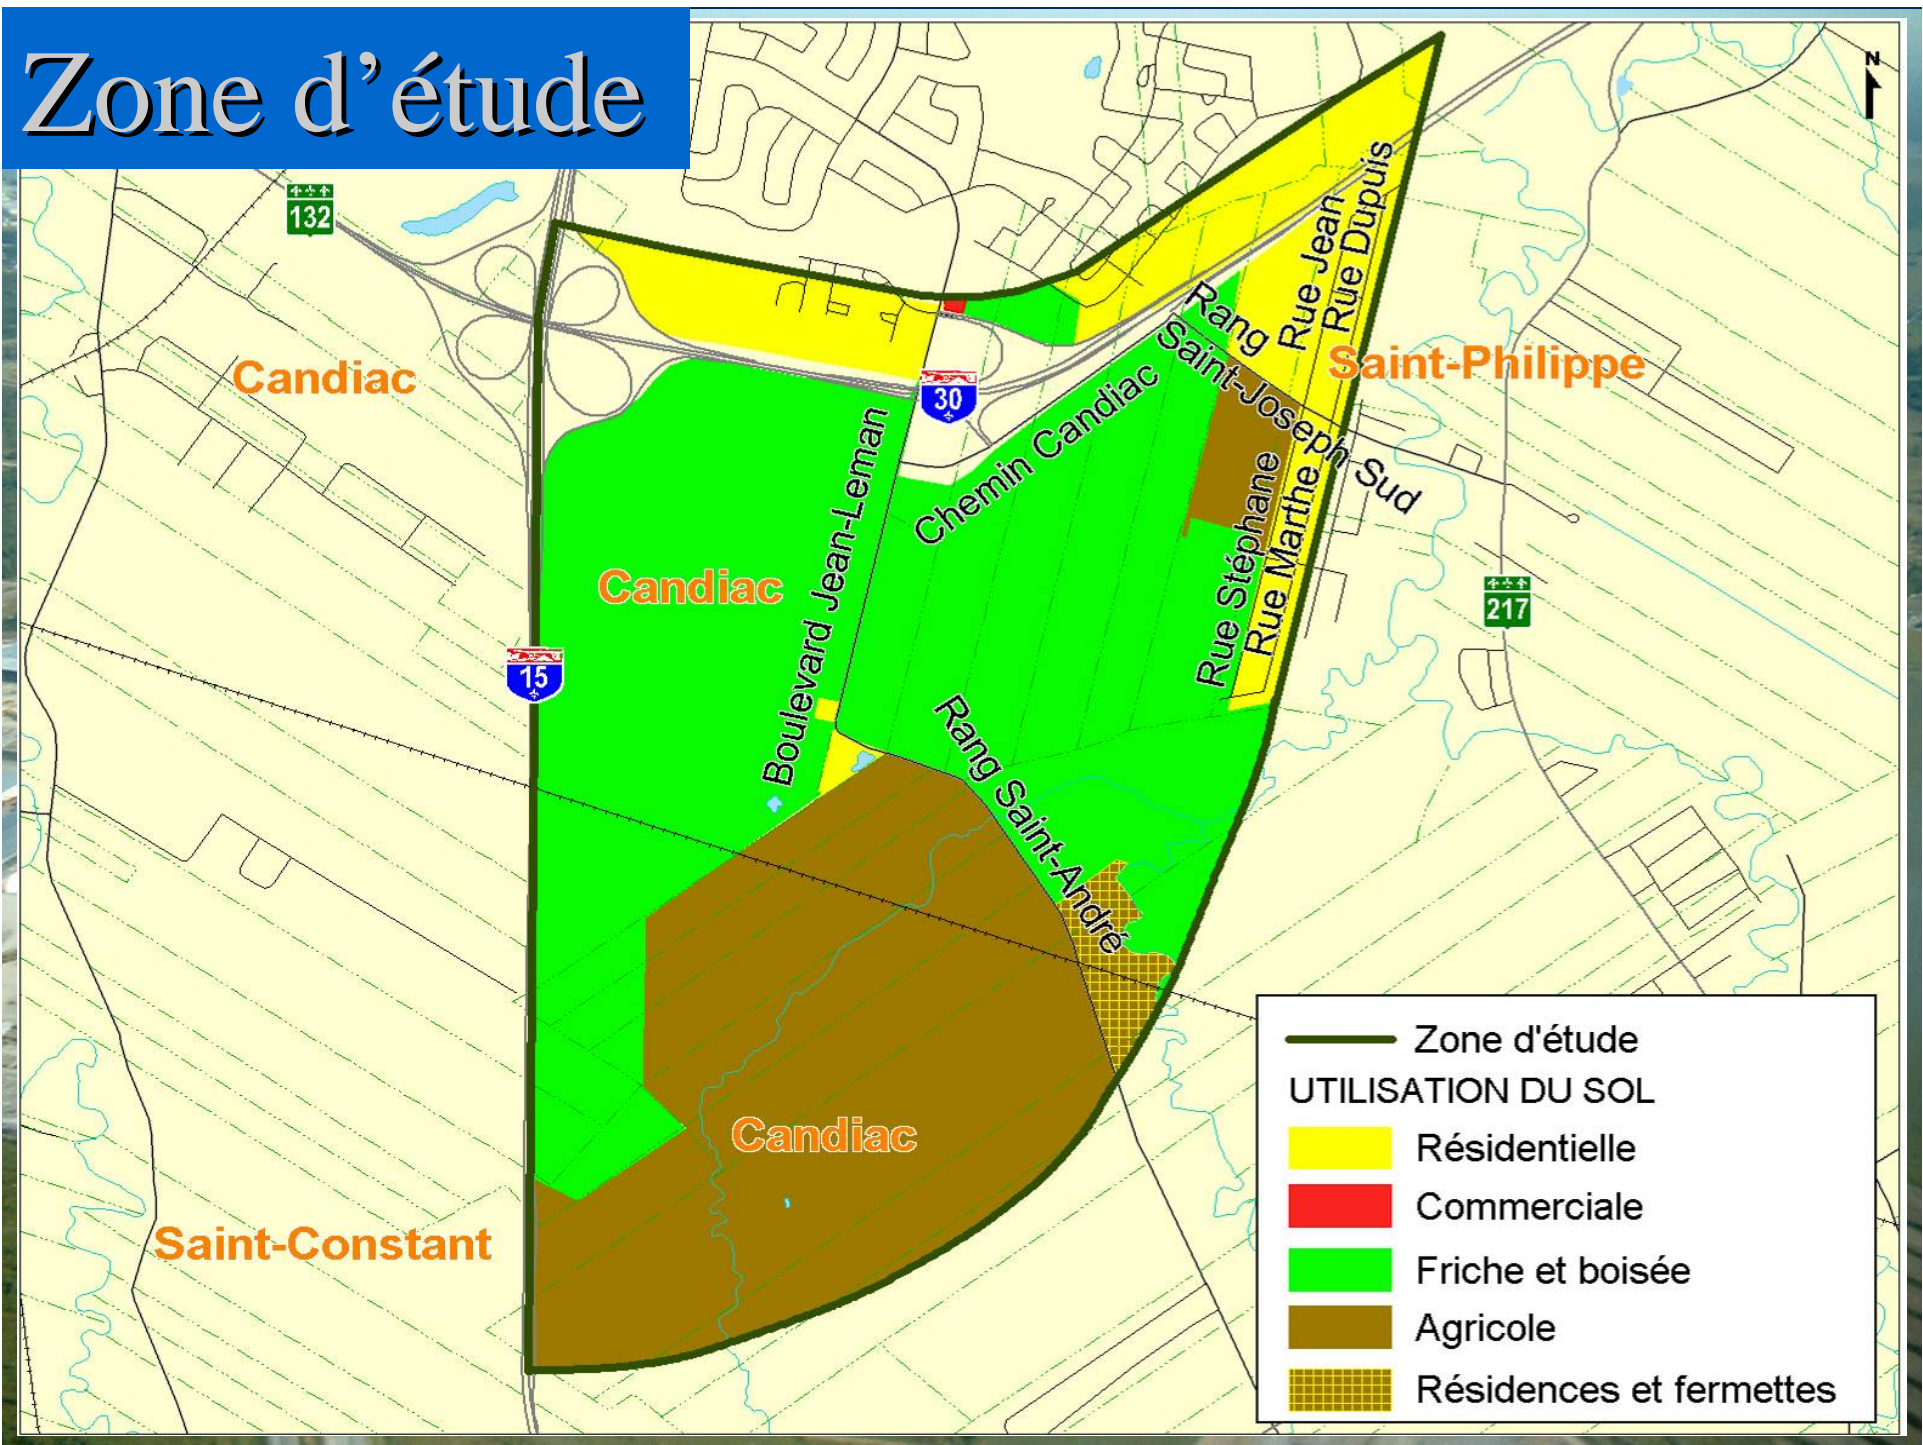 Zone d'étude
N
132
Candiac
Rue Jean
Rue Dupuis
Rang
Saint-Joseph Sud
Saint-Philippe
30
Chemin Candiac
Boulevard Jean-Leman
Candiac
Rue Stéphane
Rue Marthe
217
15
Rang Saint-André
Candiac
Saint-Constant
Zone d'étude
UTILISATION DU SOL
Résidentielle
Commerciale
Friche et boisée
Agricole
Résidences et fermettes